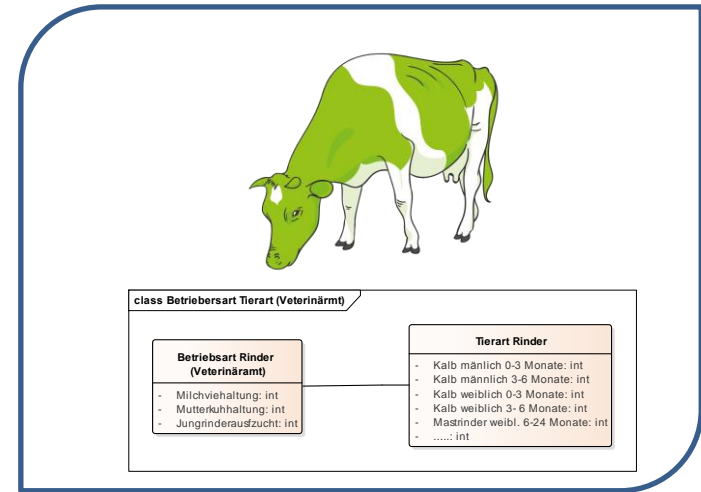 class Betriebersart Tierart (Veterinärmt)
Betriebsart Rinder
(Veterinäramt)
- Milchviehaltung: int
- Mutterkuhhaltung: int
- Jungrinderausfzucht: int
Tierart Rinder
- Kalb mänlich 0-3 Monate: int
- Kalb männlich 3-6 Monate: int
- Kalb weiblich 0-3 Monate: int
- Kalb weiblich 3- 6 Monate: int
- Mastrinder weibl. 6-24 Monate: int
- .....: int